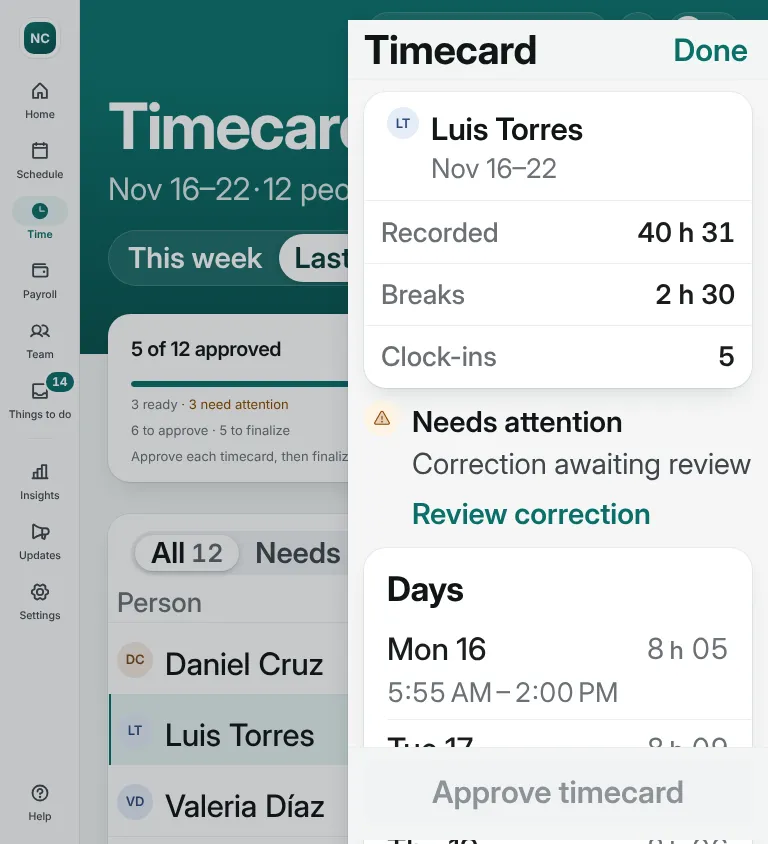 NC
Home
Schedule
Time
Payroll
Team
14
Things to do
Insights
Updates
Settings
Help
Timecard
Nov 16–22 · 12 peo
This week
Last
5 of 12 approved
3 ready · 3 need attention
6 to approve · 5 to finalize
Approve each timecard, then finaliz
All 12
Needs
Person
DC Daniel Cruz
LT Luis Torres
VD Valeria Díaz
Timecard
Done
LT Luis Torres
Nov 16–22
Recorded 40 h 31
Breaks 2 h 30
Clock-ins 5
Needs attention
Correction awaiting review
Review correction
Days
Mon 16 8 h 05
5:55 AM – 2:00 PM
Tue 17 8 h 09
Approve timecard